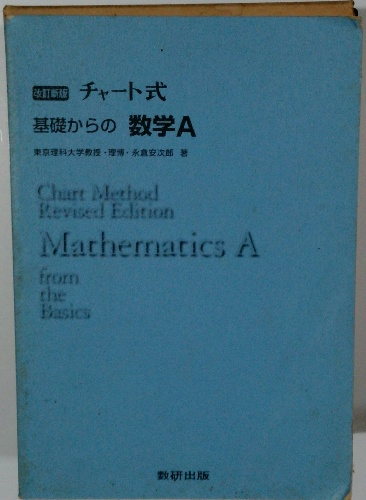 改訂新版 チャート式
基礎からの 数学A
東京理科大学教授・理博・永倉安次郎 著
Chart Method
Revised Edition
Mathematics A
from
the
Basics
数研出版